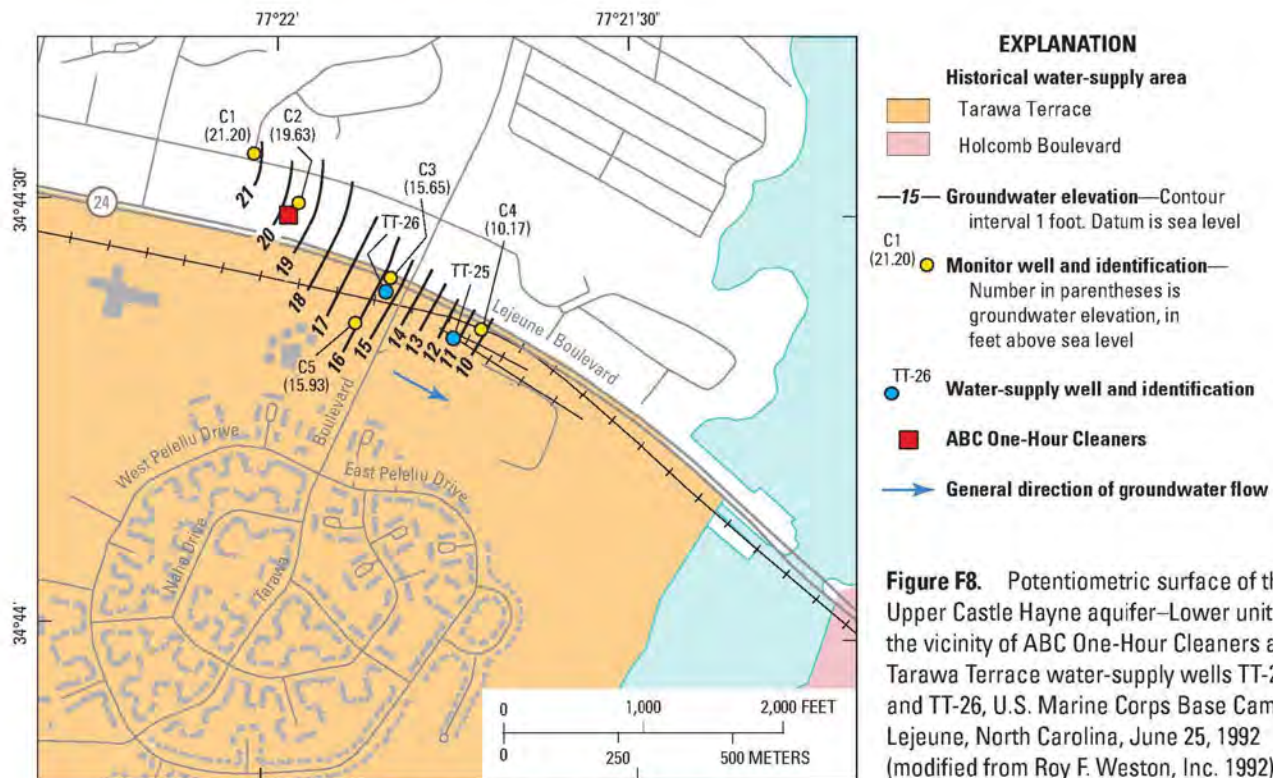 77°22'
77°21'30"
34°44'30"
34°44'
C1
(21.20)
C2
(19.63)
C3
(15.65)
TT-26
C4
(10.17)
TT-25
24
21
20
19
18
17
16
15
14
13
12
11
10
C5
(15.93)
Lejeune Boulevard
Boulevard
West Peleliu Drive
East Peleliu Drive
Naha Drive
Tarawa
0 1,000 2,000 FEET
0 250 500 METERS
EXPLANATION
Historical water-supply area
Tarawa Terrace
Holcomb Boulevard
15 Groundwater elevation—Contour
interval 1 foot. Datum is sea level
C1
(21.20) Monitor well and identification—
Number in parentheses is
groundwater elevation, in
feet above sea level
TT-26 Water-supply well and identification
ABC One-Hour Cleaners
General direction of groundwater flow
Figure F8. Potentiometric surface of th
Upper Castle Hayne aquifer–Lower unit
the vicinity of ABC One-Hour Cleaners a
Tarawa Terrace water-supply wells TT-2
and TT-26, U.S. Marine Corps Base Cam
Lejeune, North Carolina, June 25, 1992
(modified from Roy F. Weston, Inc. 1992)